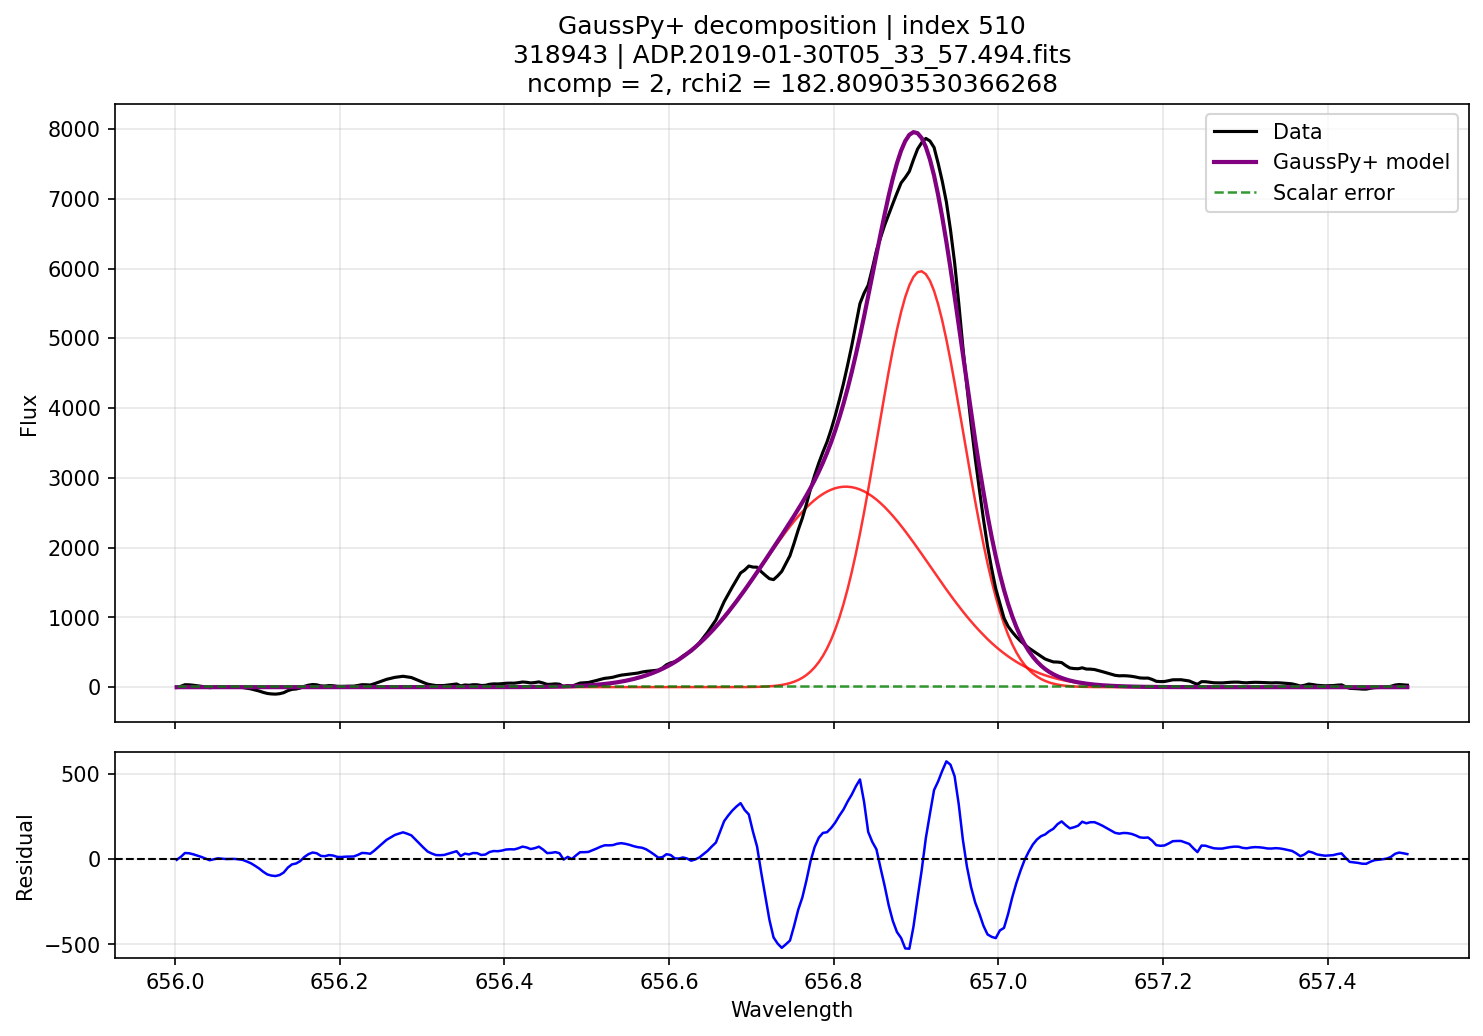 GaussPy+ decomposition | index 510
318943 | ADP.2019-01-30T05_33_57.494.fits
ncomp = 2, rchi2 = 182.80903530366268
Data
GaussPy+ model
Scalar error
8000
7000
6000
5000
4000
3000
2000
1000
0
Flux
500
0
−500
Residual
656.0
656.2
656.4
656.6
656.8
657.0
657.2
657.4
Wavelength